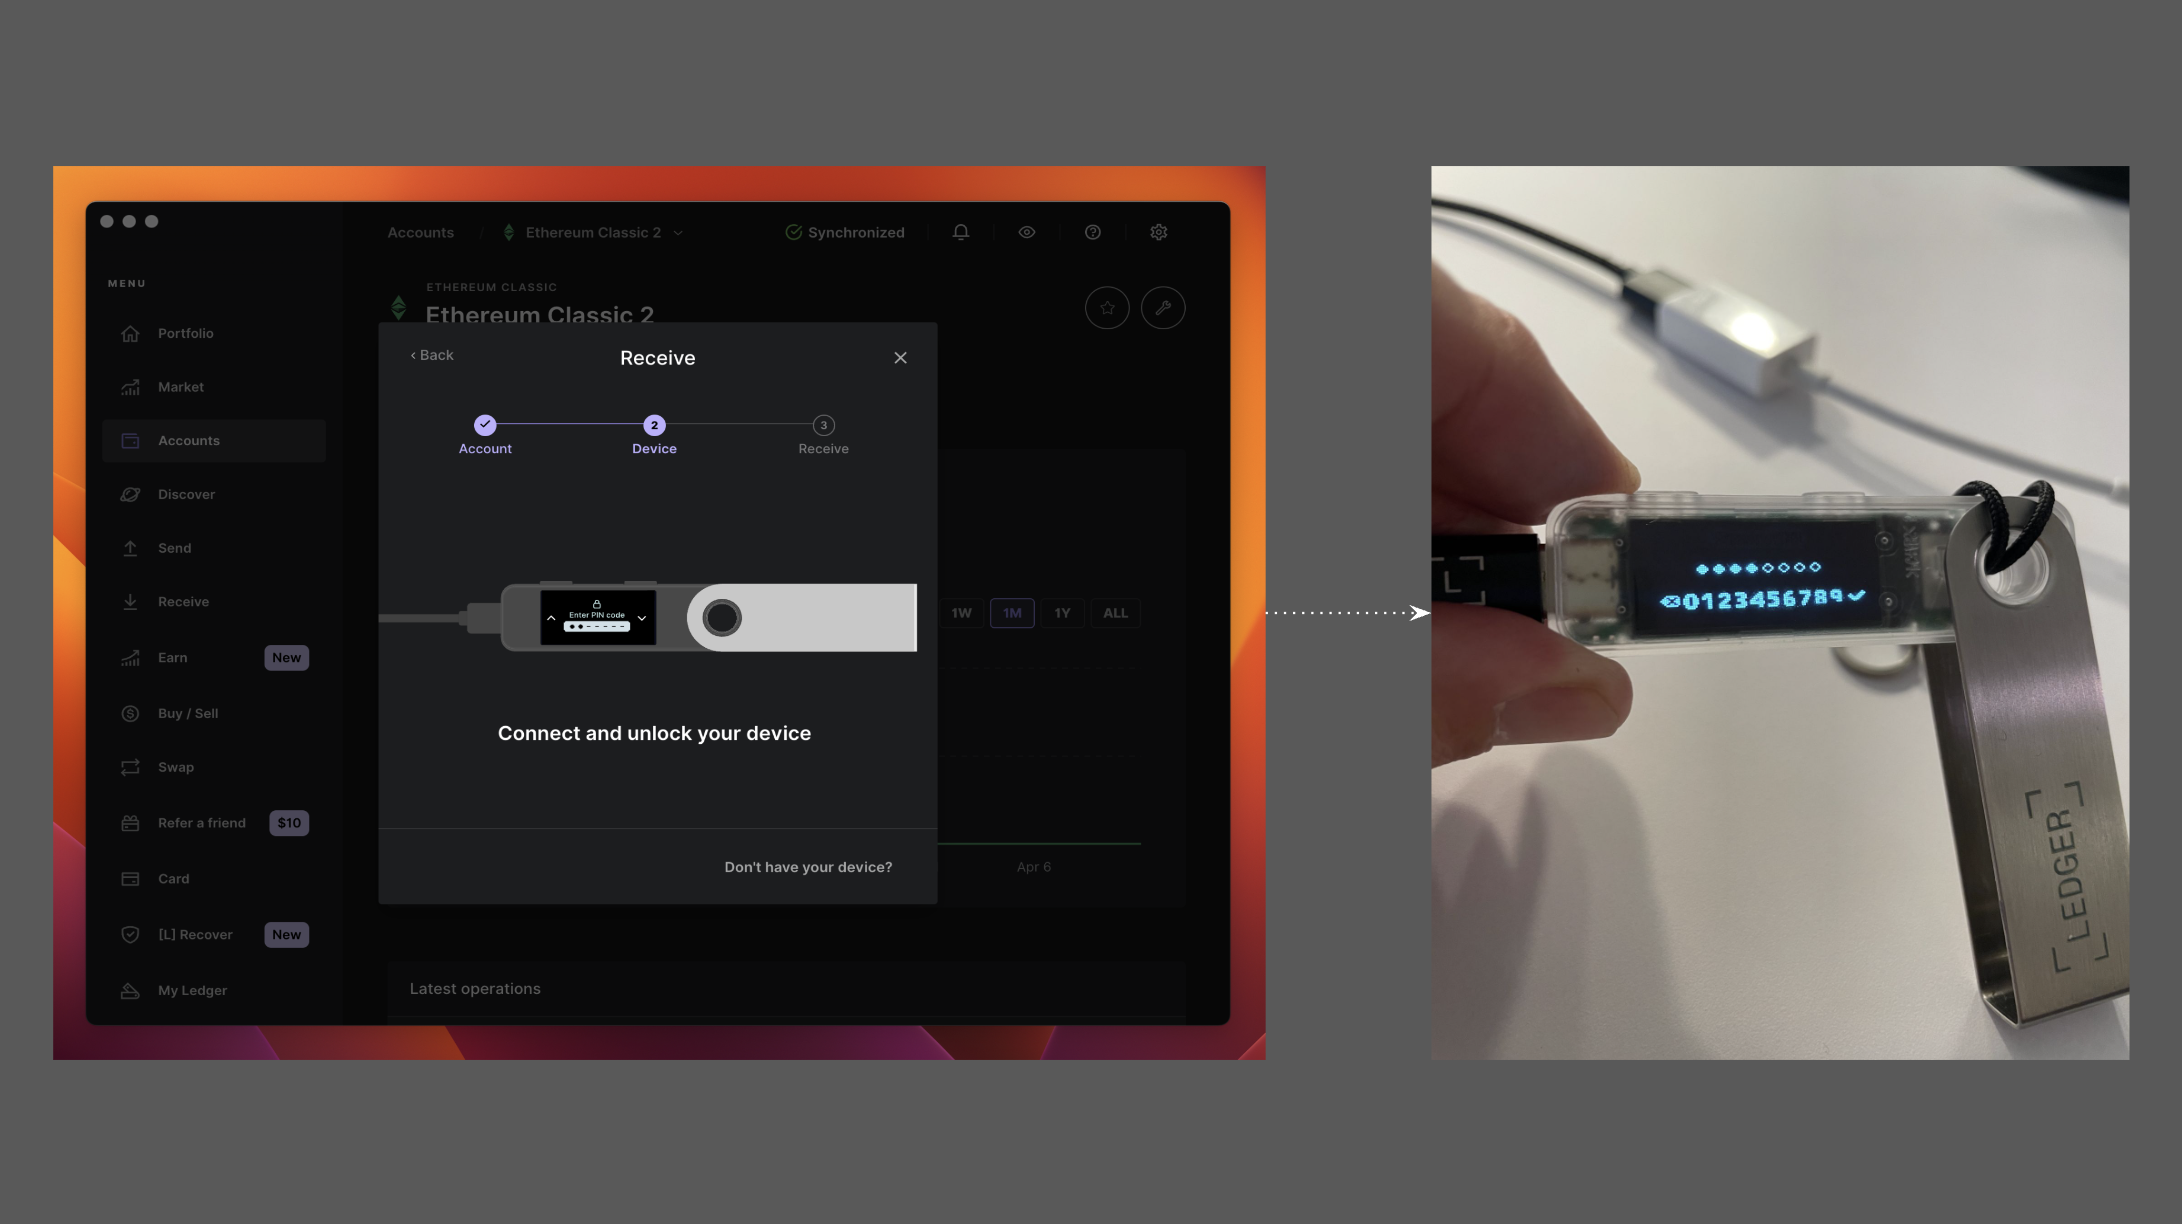 Accounts / Ethereum Classic 2
Synchronized
MENU
Portfolio
Market
Accounts
Discover
Send
Receive
Earn New
Buy / Sell
Swap
Refer a friend $10
Card
[L] Recover New
My Ledger
ETHEREUM CLASSIC
Ethereum Classic 2
Back
Receive
2
3
Account
Device
Receive
Enter PIN code
Connect and unlock your device
Don't have your device?
1W 1M 1Y ALL
Apr 6
Latest operations
0123456789
LEDGER